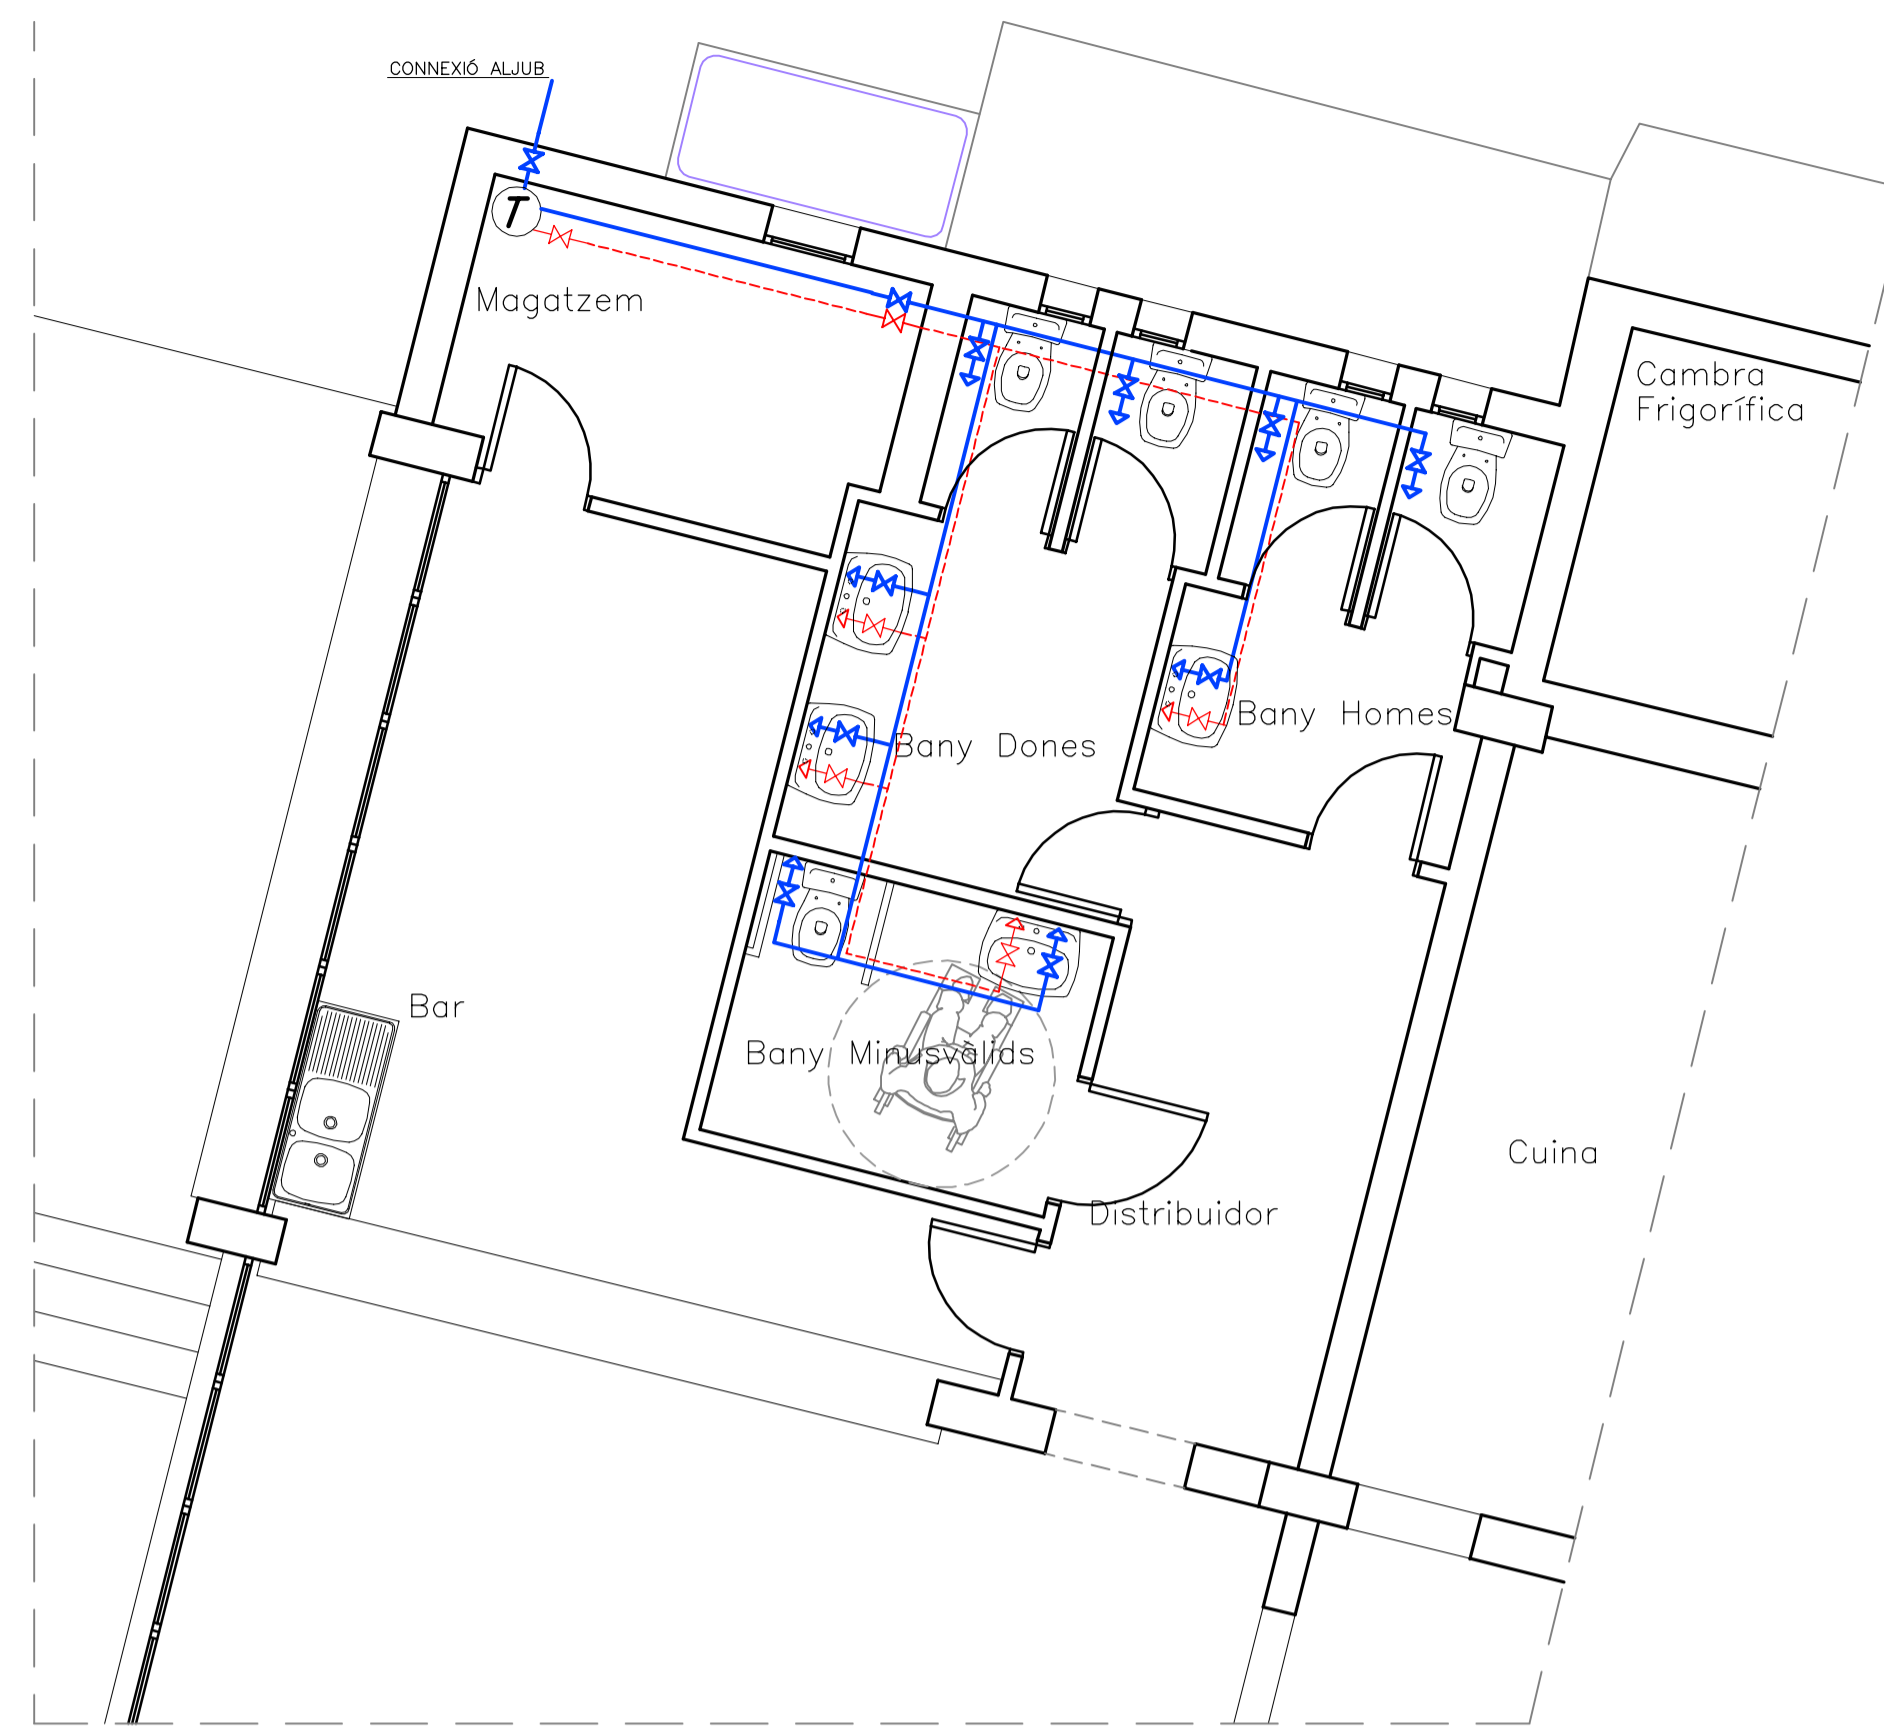 CONNEXIÓ ALJUB
T
Magatzem
Cambra
Frigorífica
Bany Homes
Bany Dones
Bar
Bany Minusvàlids
Cuina
Distribuidor